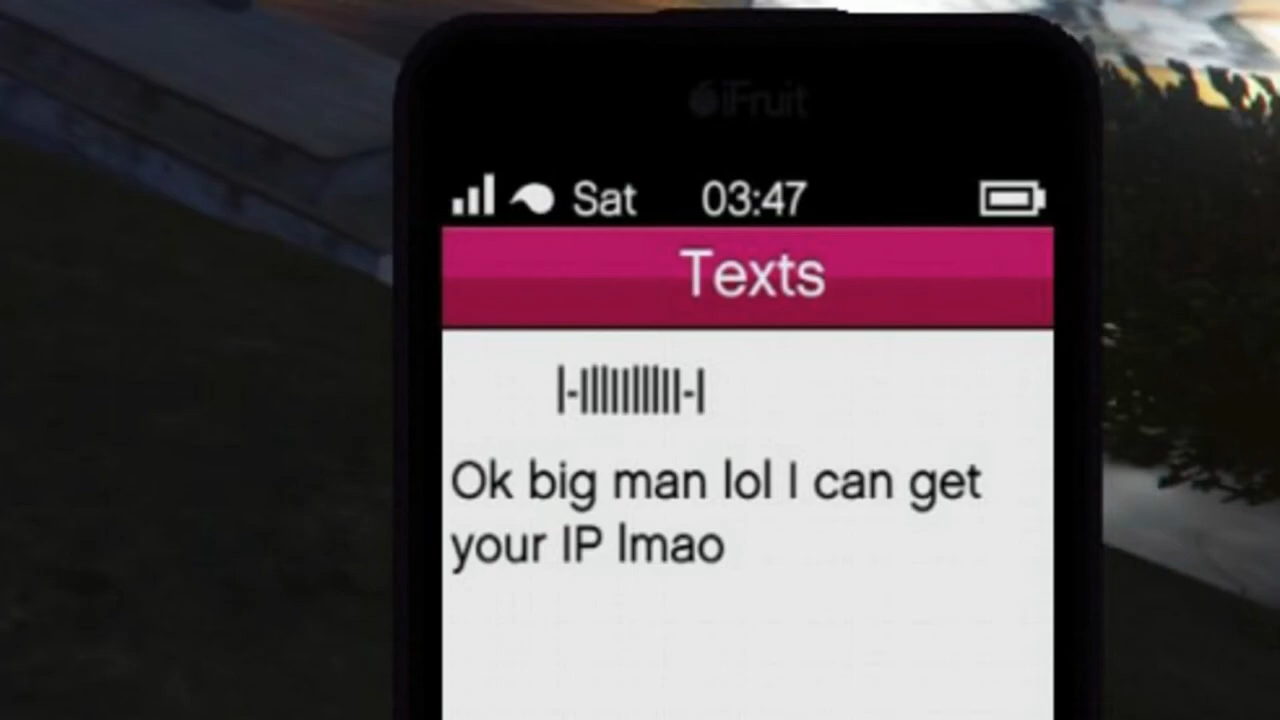 iFruit
Sat 03:47
Texts
|-||||||||||-|
Ok big man lol I can get
your IP lmao